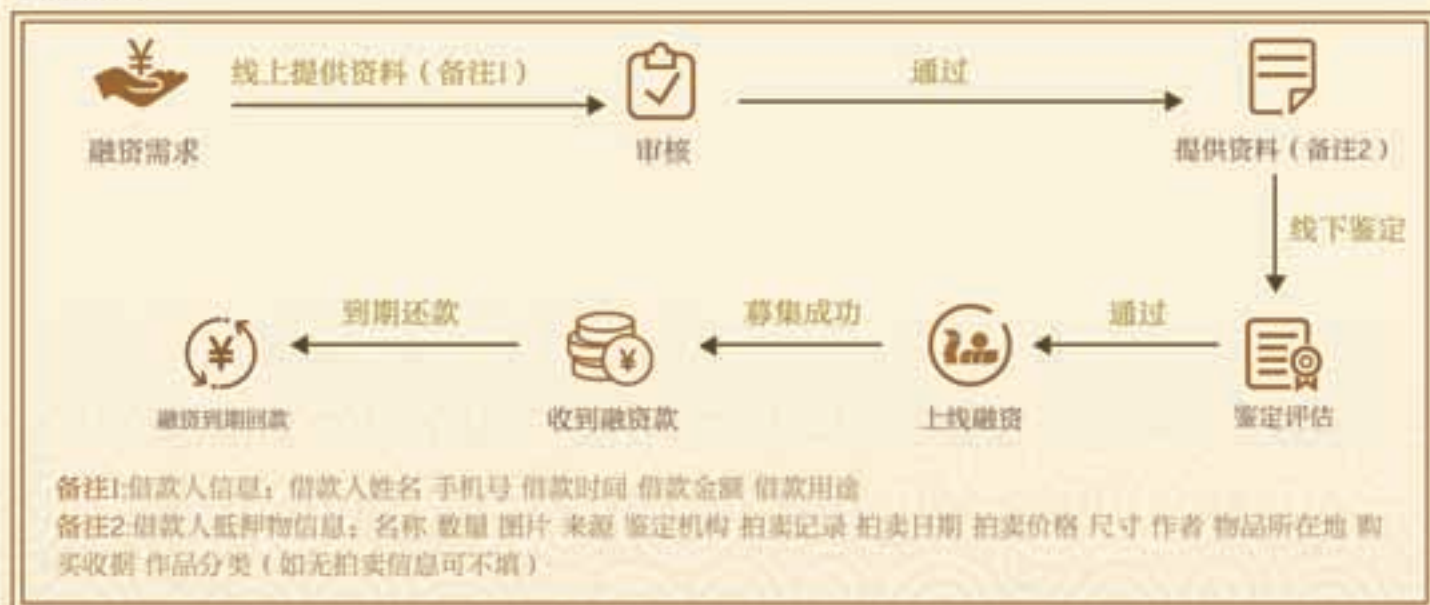 线上提供资料（备注1）
通过
融资需求
审核
提供资料（备注2）
线下鉴定
到期还款
募集成功
通过
融资到期回款
收到融资款
上线融资
鉴定评估
备注1:借款人信息：借款人姓名 手机号 借款时间 借款金额 借款用途
备注2:借款人抵押物信息：名称 数量 图片 来源 鉴定机构 拍卖记录 拍卖日期 拍卖价格 尺寸 作者 物品所在地 购
买收据 作品分类（如无拍卖信息可不填）